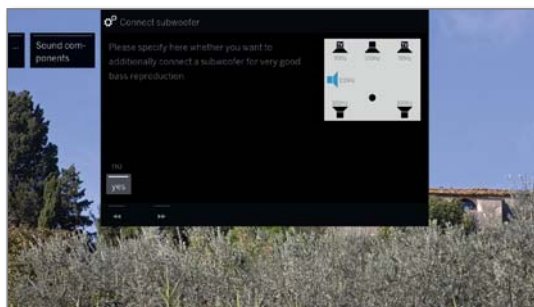 Connect subwoofer
...
Sound com-
ponents
Please specify here whether you want to
additionally connect a subwoofer for very good
bass reproduction.
no
yes